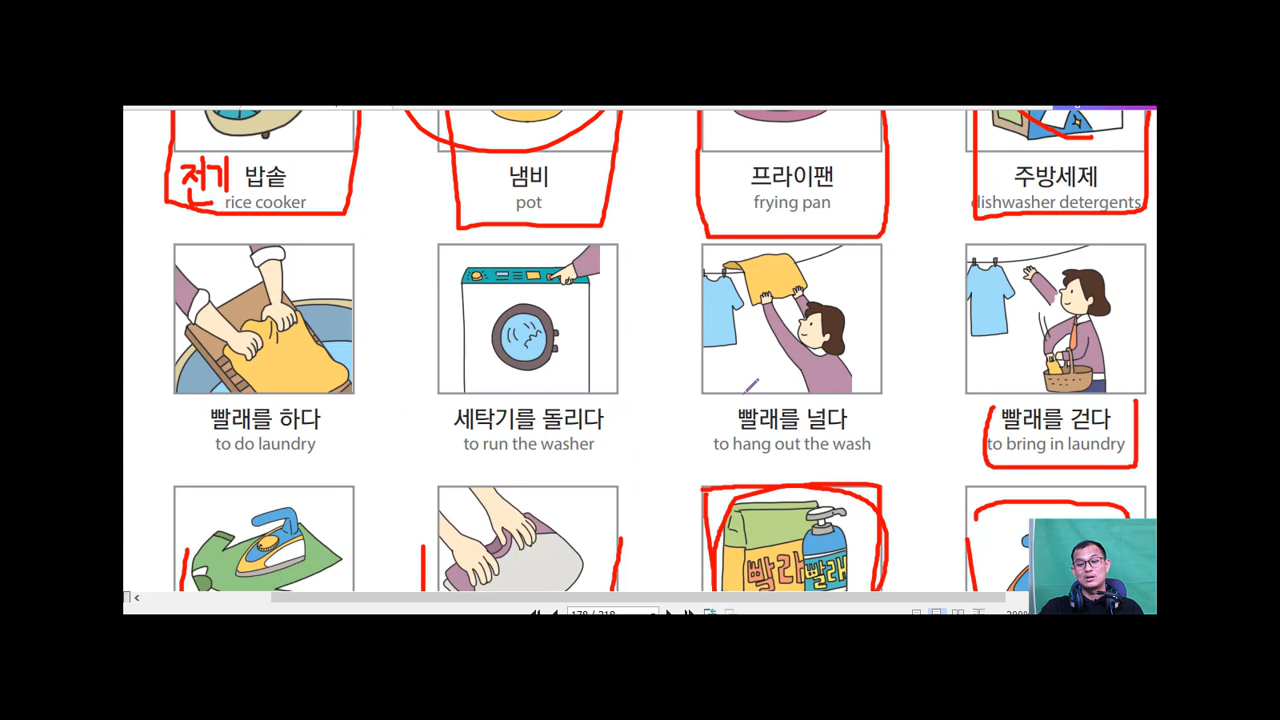 전기 밥솥 냄비 프라이팬 주방세제
rice cooker pot frying pan dishwasher detergents
빨래를 하다 세탁기를 돌리다 빨래를 널다 빨래를 걷다
to do laundry to run the washer to hang out the wash to bring in laundry
빨래 빨래